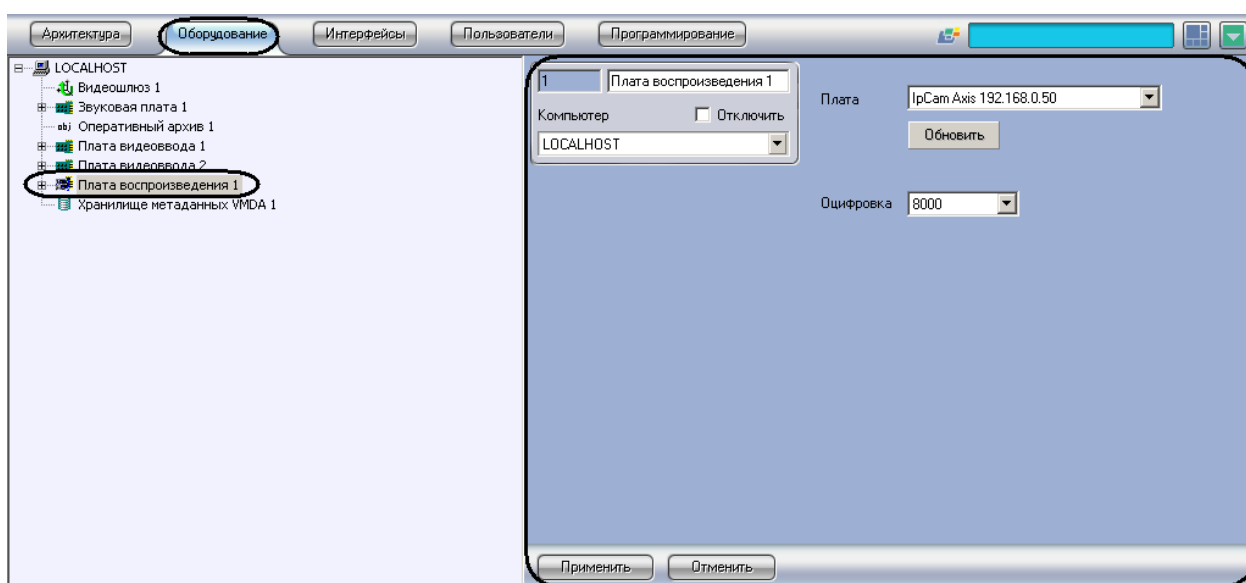 Архитектура Оборудование Интерфейсы Пользователи Программирование
LOCALHOST
Видеошлюз 1
Звуковая плата 1
obj Оперативный архив 1
Плата видеоввода 1
Плата видеоввода 2
Плата воспроизведения 1
Хранилище метаданных VMDA 1
1 Плата воспроизведения 1
Компьютер Отключить
LOCALHOST
Плата IpCam Axis 192.168.0.50
Обновить
Оцифровка 8000
Применить Отменить